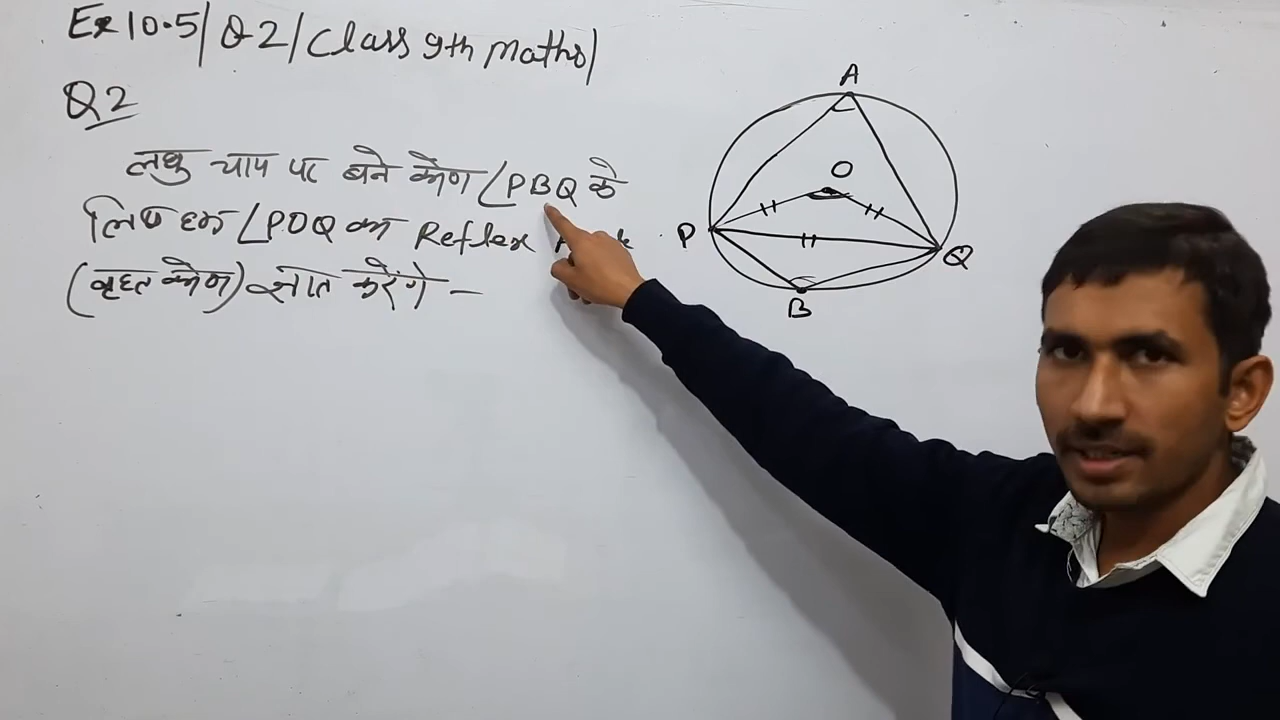 Ex 10.5/ Q2/ Class 9th Maths/
Q2
लघु चाप पर बने कोण ∠PBQ के
लिए हम ∠POQ का Reflex
(वृहत कोण) ज्ञात करेंगे -
A
O
P
Q
B